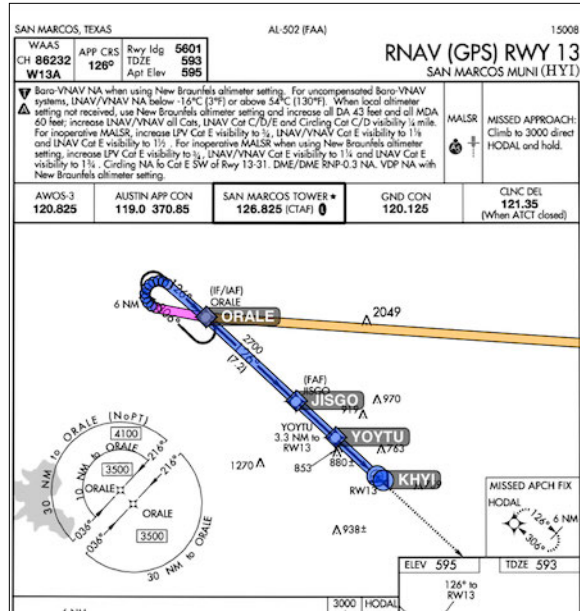 SAN MARCOS, TEXAS
AL-502 (FAA)
15008
WAAS
CH 86232
W13A
APP CRS
126°
Rwy ldg 5601
TDZE 593
Apt Elev 595
RNAV (GPS) RWY 13
SAN MARCOS MUNI (HYI)
T
A
Baro-VNAV NA when using New Braunfels altimeter setting. For uncompensated Baro-VNAV
systems, LNAV/VNAV NA below -16°C (3°F) or above 54°C (130°F). When local altimeter
setting not received, use New Braunfels altimeter setting and increase all DA 43 feet and all MDA
60 feet; increase LNAV/VNAV all Cats, LNAV Cat C/D/E and Circling Cat C/D visibility ¼ mile.
For inoperative MALSR, increase LPV Cat E visibility to ¾, LNAV/VNAV Cat E visibility to 1⅛
and LNAV Cat E visibility to 1½. For inoperative MALSR when using New Braunfels altimeter
setting, increase LPV Cat E visibility to ¾, LNAV/VNAV Cat E visibility to 1¼ and LNAV Cat E
visibility to 1¾. Circling NA fo Cat E SW of Rwy 13-31. DME/DME RNP-0.3 NA. VDP NA with
New Braunfels altimeter setting.
MALSR
MISSED APPROACH:
Climb to 3000 direct
HODAL and hold.
AWOS-3
120.825
AUSTIN APP CON
119.0 370.85
SAN MARCOS TOWER★
126.825 (CTAF) L
GND CON
120.125
CLNC DEL
121.35
(When ATCT closed)
(IF/IAF)
ORALE
ORALE
6 NM
126°
2049
2700
126°
(7.2)
(FAF)
JISGO
JISGO
970
919
YOYTU
3.3 NM to
RW13
YOYTU
763
853
880±
1270
KHYI
RW13
938±
30 NM to ORALE (NoPT)
4100
10 NM to ORALE
3500
216°
216°
ORALE
ORALE
036°
036°
3500
30 NM to ORALE
MISSED APCH FIX
HODAL
126°
6 NM
306°
ELEV 595
TDZE 593
126° to
RW13
3000
HODAL